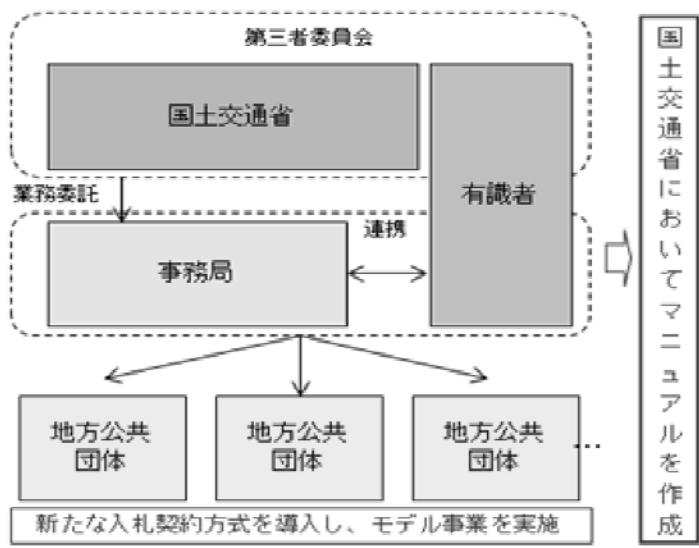 第三者委員会
国土交通省
有識者
業務委託
連携
事務局
地方公共
団体
地方公共
団体
地方公共
団体
…
新たな入札契約方式を導入し、モデル事業を実施
国土交通省においてマニュアルを作成